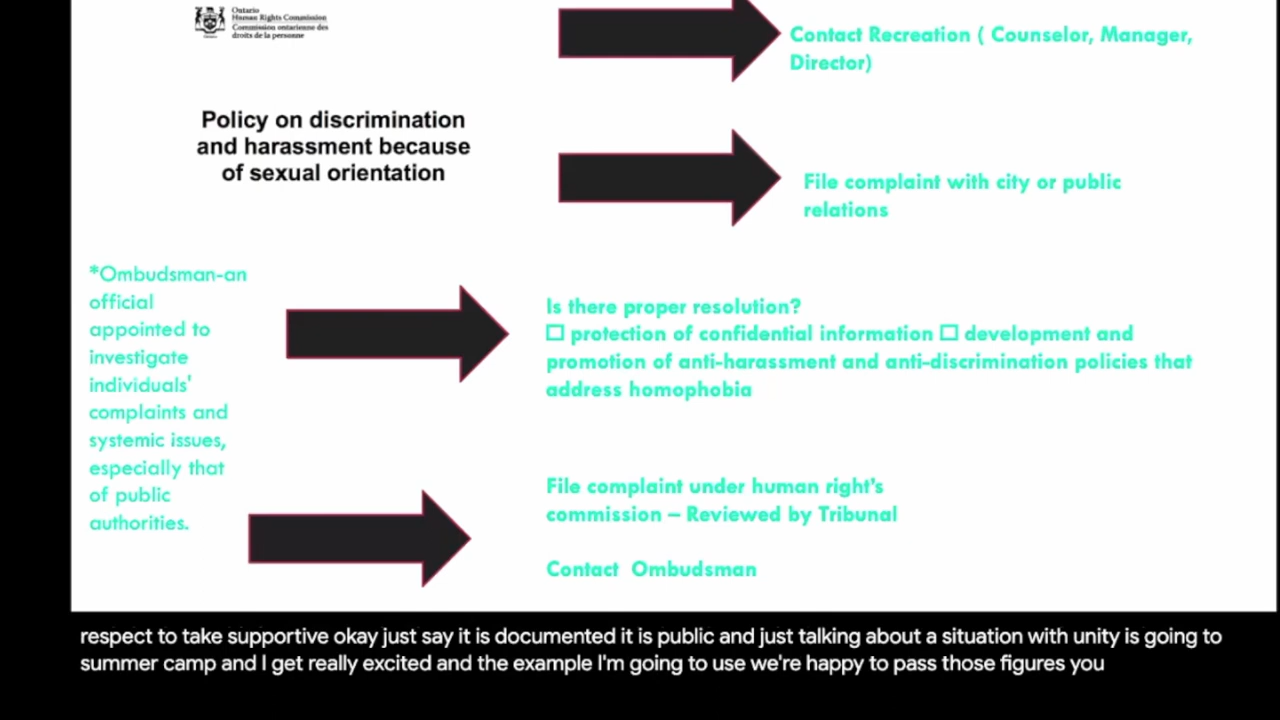 Ontario
Human Rights Commission
Commission ontarienne des
droits de la personne
Contact Recreation ( Counselor, Manager,
Director)
Policy on discrimination
and harassment because
of sexual orientation
File complaint with city or public
relations
*Ombudsman-an
official
appointed to
investigate
individuals'
complaints and
systemic issues,
especially that
of public
authorities.
Is there proper resolution?
☐ protection of confidential information ☐ development and
promotion of anti-harassment and anti-discrimination policies that
address homophobia
File complaint under human right's
commission – Reviewed by Tribunal
Contact Ombudsman
respect to take supportive okay just say it is documented it is public and just talking about a situation with unity is going to
summer camp and I get really excited and the example I'm going to use we're happy to pass those figures you